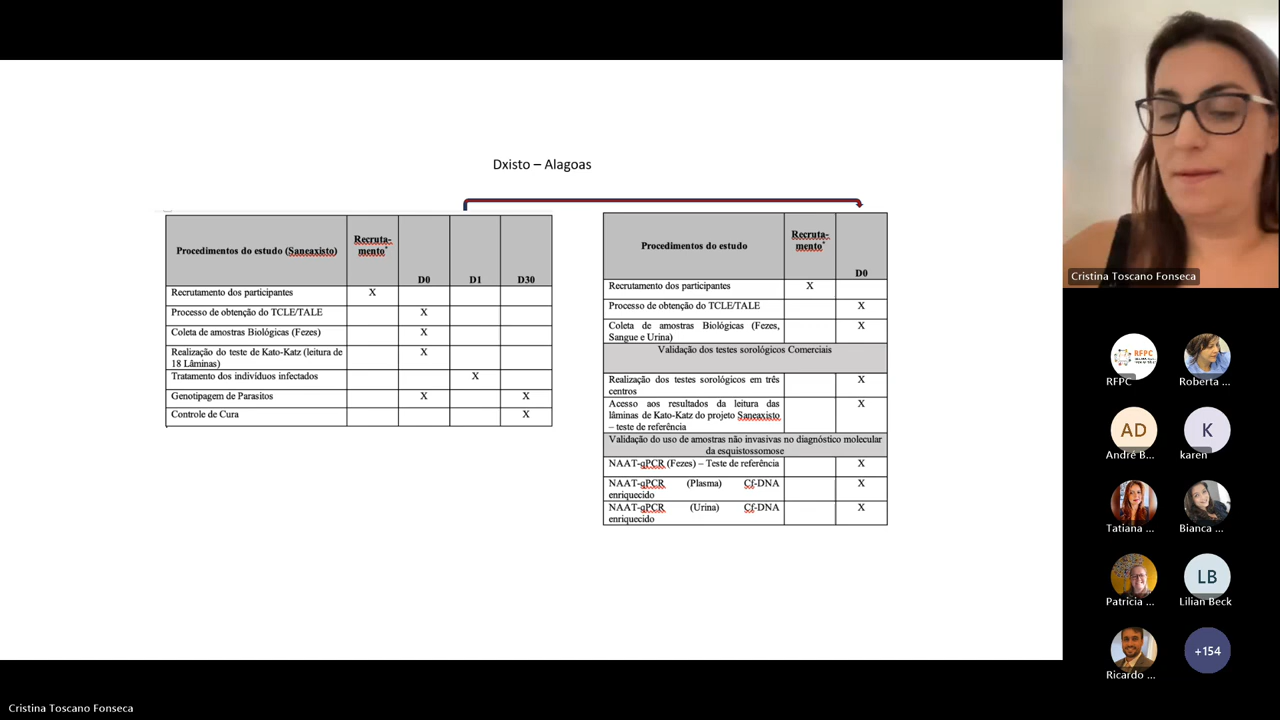 Dxisto – Alagoas
Procedimentos do estudo (Saneaxisto)
Recruta-
mento*
D0
D1
D30
Recrutamento dos participantes
X
Processo de obtenção do TCLE/TALE
X
Coleta de amostras Biológicas (Fezes)
X
Realização do teste de Kato-Katz (leitura de
18 Lâminas)
X
Tratamento dos indivíduos infectados
X
Genotipagem de Parasitos
X
X
Controle de Cura
X
Procedimentos do estudo
Recruta-
mento*
D0
Recrutamento dos participantes
X
Processo de obtenção do TCLE/TALE
X
Coleta de amostras Biológicas (Fezes,
Sangue e Urina)
X
Validação dos testes sorológicos Comerciais
Realização dos testes sorológicos em três
centros
X
Acesso aos resultados da leitura das
lâminas de Kato-Katz do projeto Saneaxisto
– teste de referência
X
Validação do uso de amostras não invasivas no diagnóstico molecular
da esquistossomose
NAAT-qPCR (Fezes) – Teste de referência
X
NAAT-qPCR (Plasma) Cf-DNA
enriquecido
X
NAAT-qPCR (Urina) Cf-DNA
enriquecido
X
Cristina Toscano Fonseca
RFPC
RFPC
Roberta ...
AD
André B...
K
karen
Tatiana ...
Bianca ...
Patricia ...
LB
Lilian Beck
Ricardo ...
+154
Cristina Toscano Fonseca